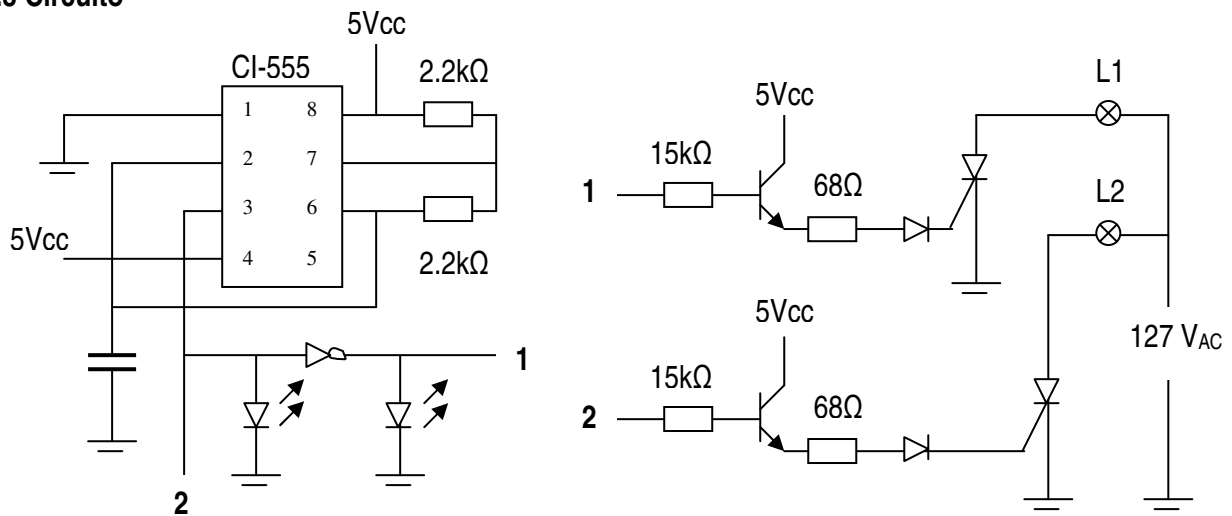 Circuito
5Vcc
CI-555
2.2kΩ
1 8
2 7
3 6
4 5
5Vcc
2.2kΩ
1
2
5Vcc
15kΩ
68Ω
1
L1
L2
5Vcc
15kΩ
68Ω
2
127 VAC